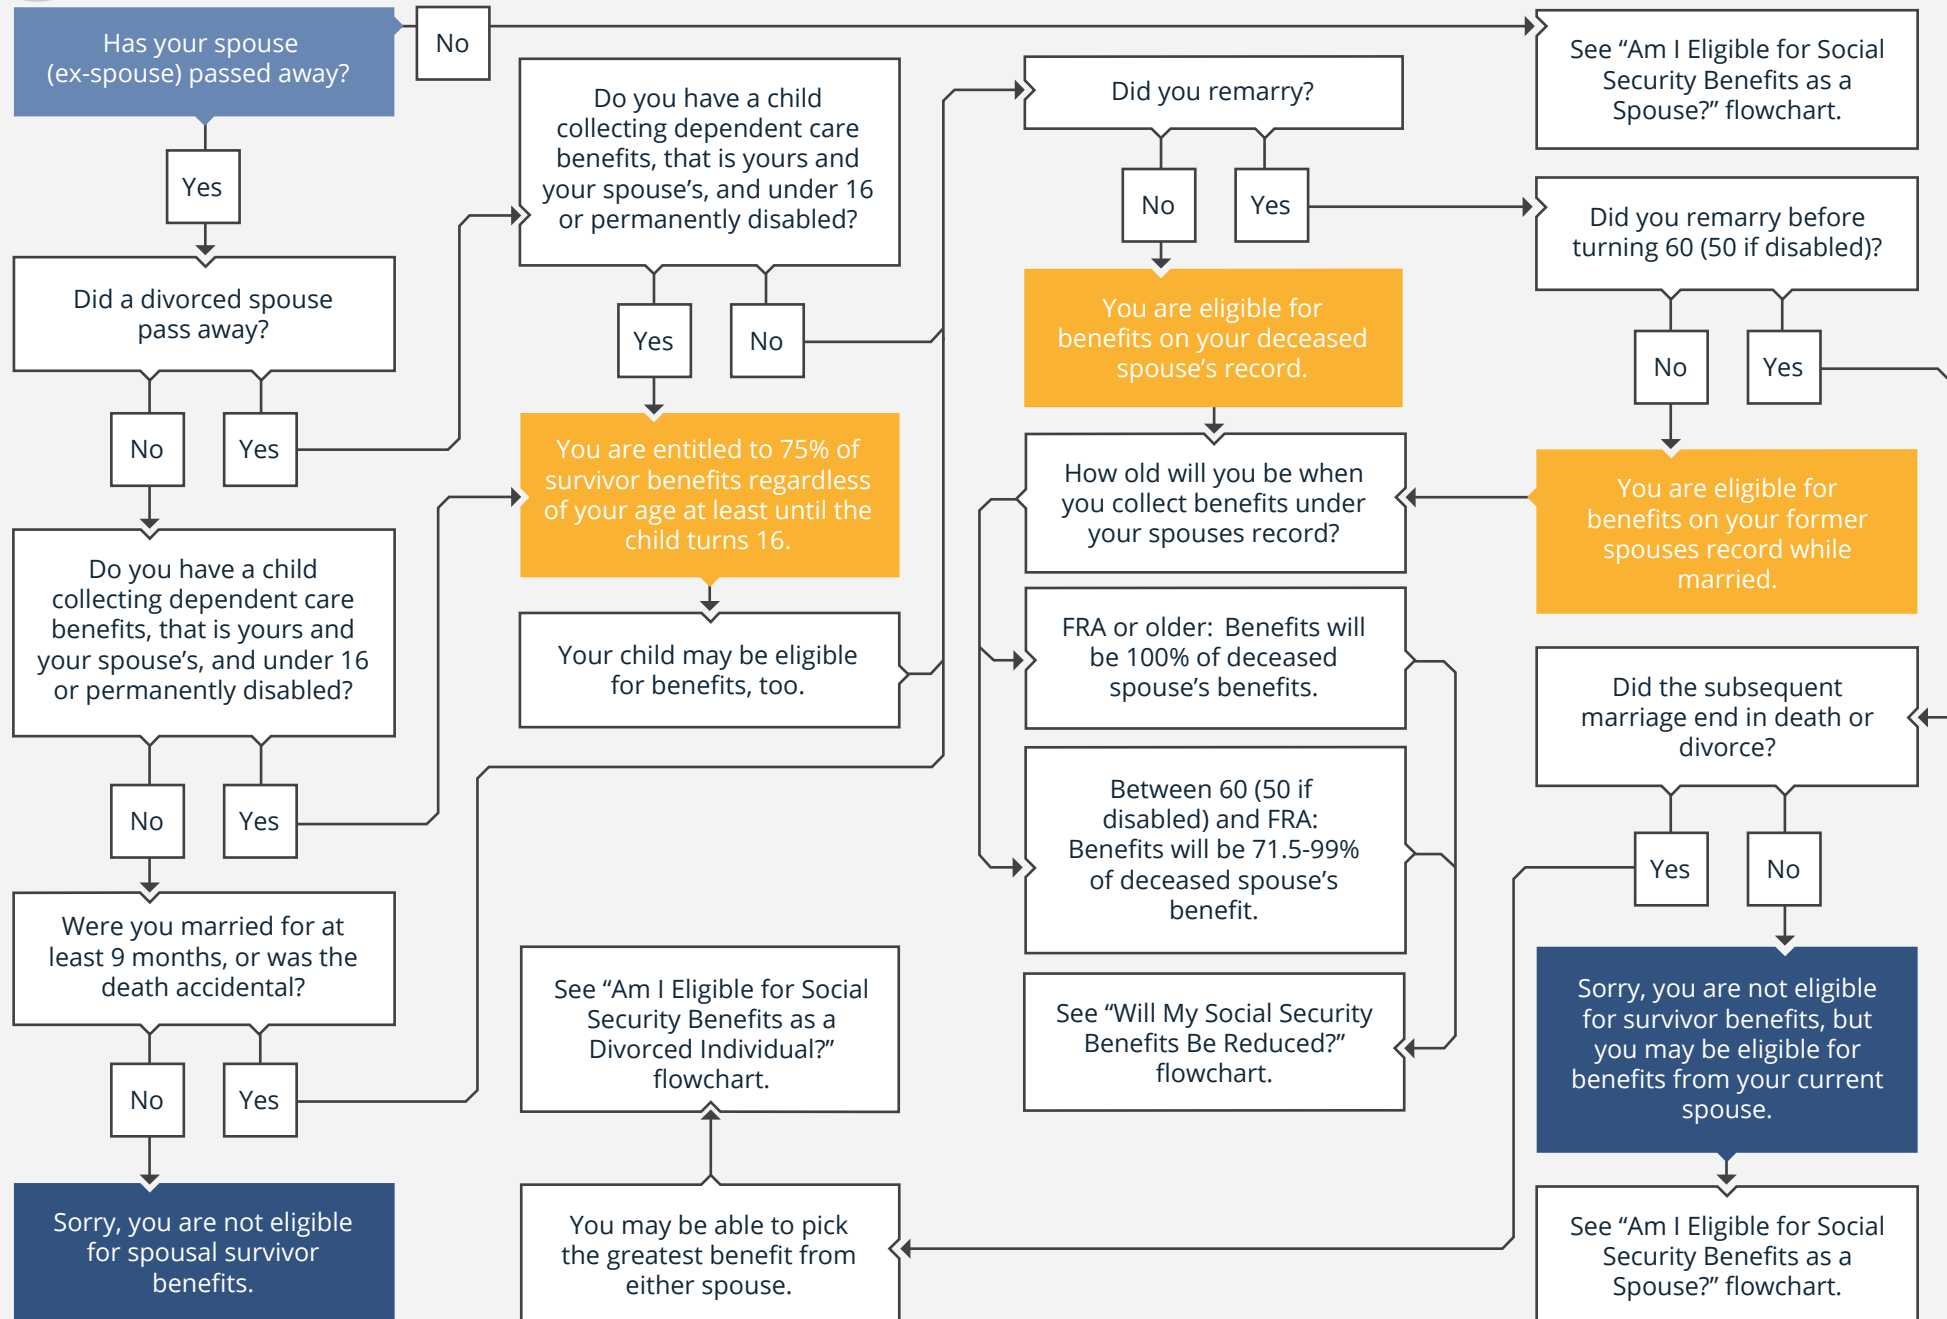 Has your spouse
(ex-spouse) passed away?
No
Yes
Did a divorced spouse
pass away?
No
Yes
Do you have a child
collecting dependent care
benefits, that is yours and
your spouse’s, and under 16
or permanently disabled?
No
Yes
Were you married for at
least 9 months, or was the
death accidental?
No
Yes
Sorry, you are not eligible
for spousal survivor
benefits.
Do you have a child
collecting dependent care
benefits, that is yours and
your spouse’s, and under 16
or permanently disabled?
Yes
No
You are entitled to 75% of
survivor benefits regardless
of your age at least until the
child turns 16.
Your child may be eligible
for benefits, too.
See “Am I Eligible for Social
Security Benefits as a
Divorced Individual?”
flowchart.
You may be able to pick
the greatest benefit from
either spouse.
Did you remarry?
No
Yes
You are eligible for
benefits on your deceased
spouse’s record.
How old will you be when
you collect benefits under
your spouses record?
FRA or older:  Benefits will
be 100% of deceased
spouse’s benefits.
Between 60 (50 if
disabled) and FRA:
Benefits will be 71.5-99%
of deceased spouse’s
benefit.
See “Will My Social Security
Benefits Be Reduced?”
flowchart.
See “Am I Eligible for Social
Security Benefits as a
Spouse?” flowchart.
Did you remarry before
turning 60 (50 if disabled)?
No
Yes
You are eligible for
benefits on your former
spouses record while
married.
Did the subsequent
marriage end in death or
divorce?
Yes
No
Sorry, you are not eligible
for survivor benefits, but
you may be eligible for
benefits from your current
spouse.
See “Am I Eligible for Social
Security Benefits as a
Spouse?” flowchart.